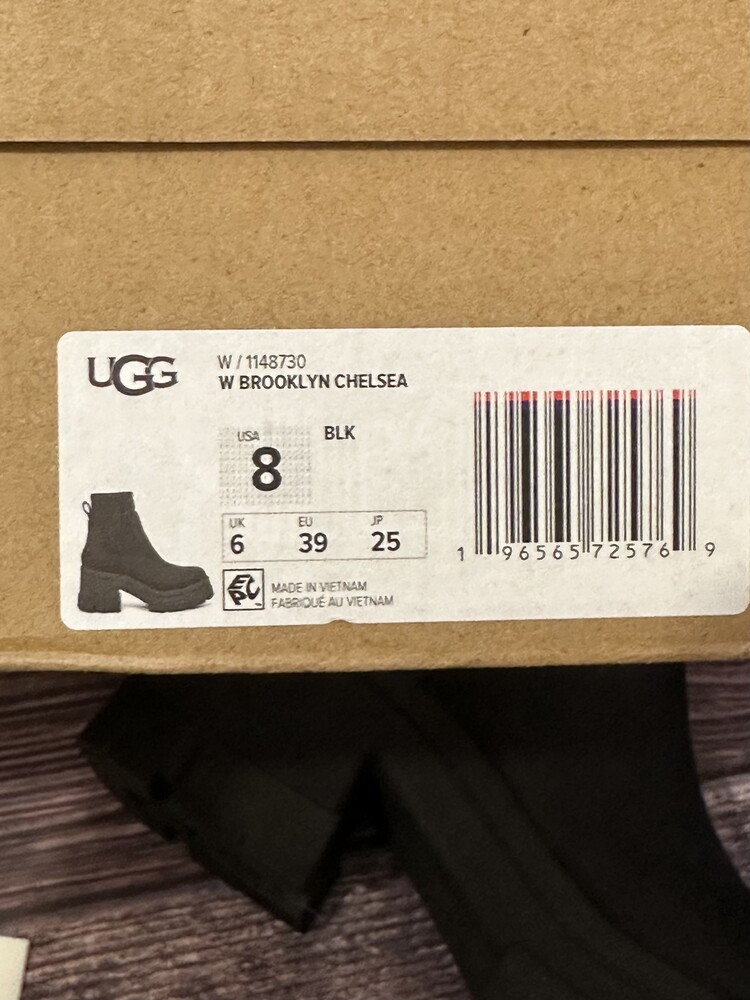 UGG
W / 1148730
W BROOKLYN CHELSEA
USA
8
BLK
UK EU JP
6 39 25
EPC
MADE IN VIETNAM
FABRIQUÉ AU VIETNAM
1 96565 72576 9